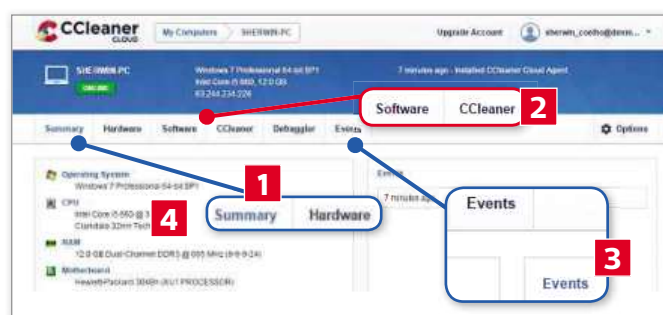 CCleaner
CLOUD
My Computers
SHERWIN-PC
Upgrade Account
SHERWIN-PC
ONLINE
Windows 7 Professional 64-bit SP1
Intel Core i5 660, 12.0 GB
63.244.234.226
7 minutes ago - Installed CCleaner Cloud Agent
Software CCleaner 2
Summary Hardware Software CCleaner Defraggler Events
Options
Operating System
Windows 7 Professional 64-bit SP1
Events
7 minutes ago
1
CPU
Intel Core i5 660 @ 3
Clarkdale 32nm Tech
4
Summary Hardware
Events
RAM
12.0 GB Dual-Channel DDR3 @ 665 MHz (9-9-9-24)
3
Motherboard
Hewlett-Packard 304Bh (XU1 PROCESSOR)
Events